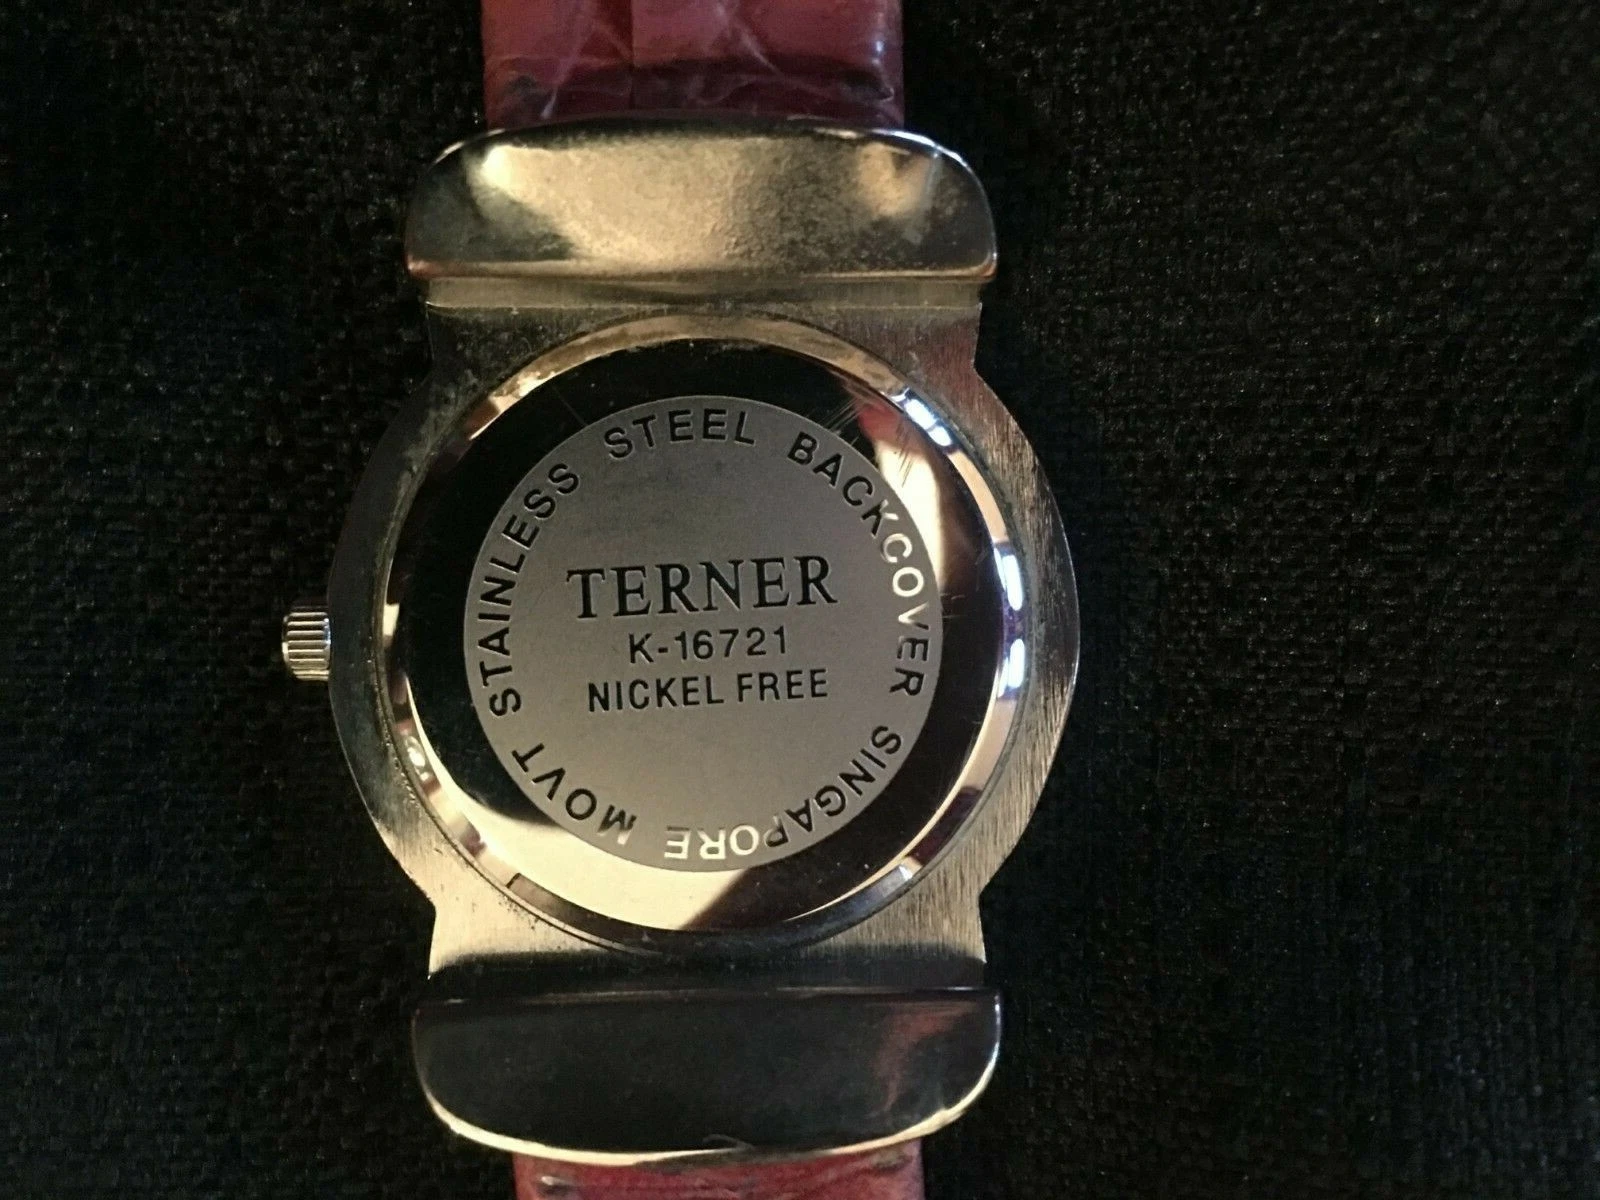 STAINLESS STEEL BACKCOVER SINGAPORE MOVT
TERNER
K-16721
NICKEL FREE